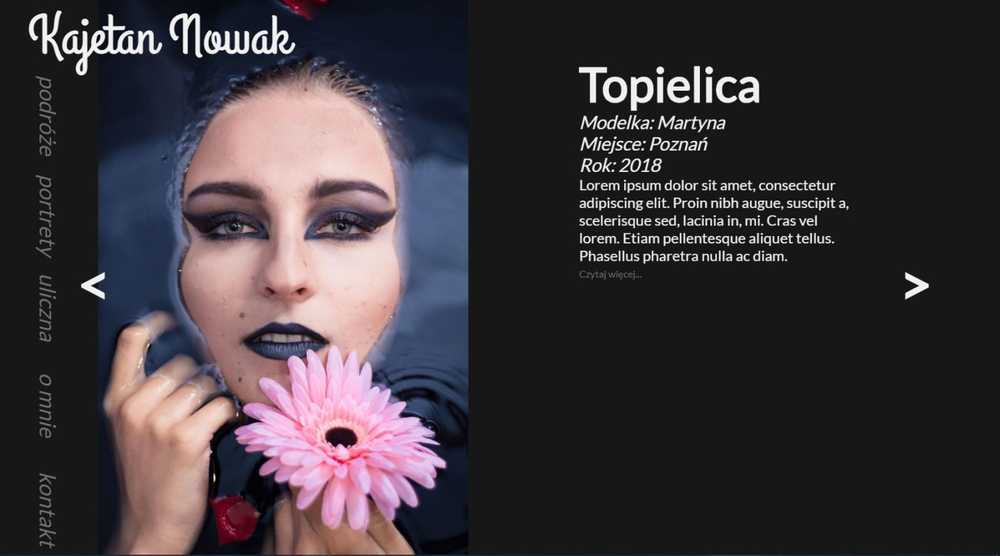 Kajetan Nowak
podróże
portrety
uliczna
o mnie
kontakt
<
Topielica
Modelka: Martyna
Miejsce: Poznań
Rok: 2018
Lorem ipsum dolor sit amet, consectetur
adipiscing elit. Proin nibh augue, suscipit a,
scelerisque sed, lacinia in, mi. Cras vel
lorem. Etiam pellentesque aliquet tellus.
Phasellus pharetra nulla ac diam.
Czytaj więcej...
>